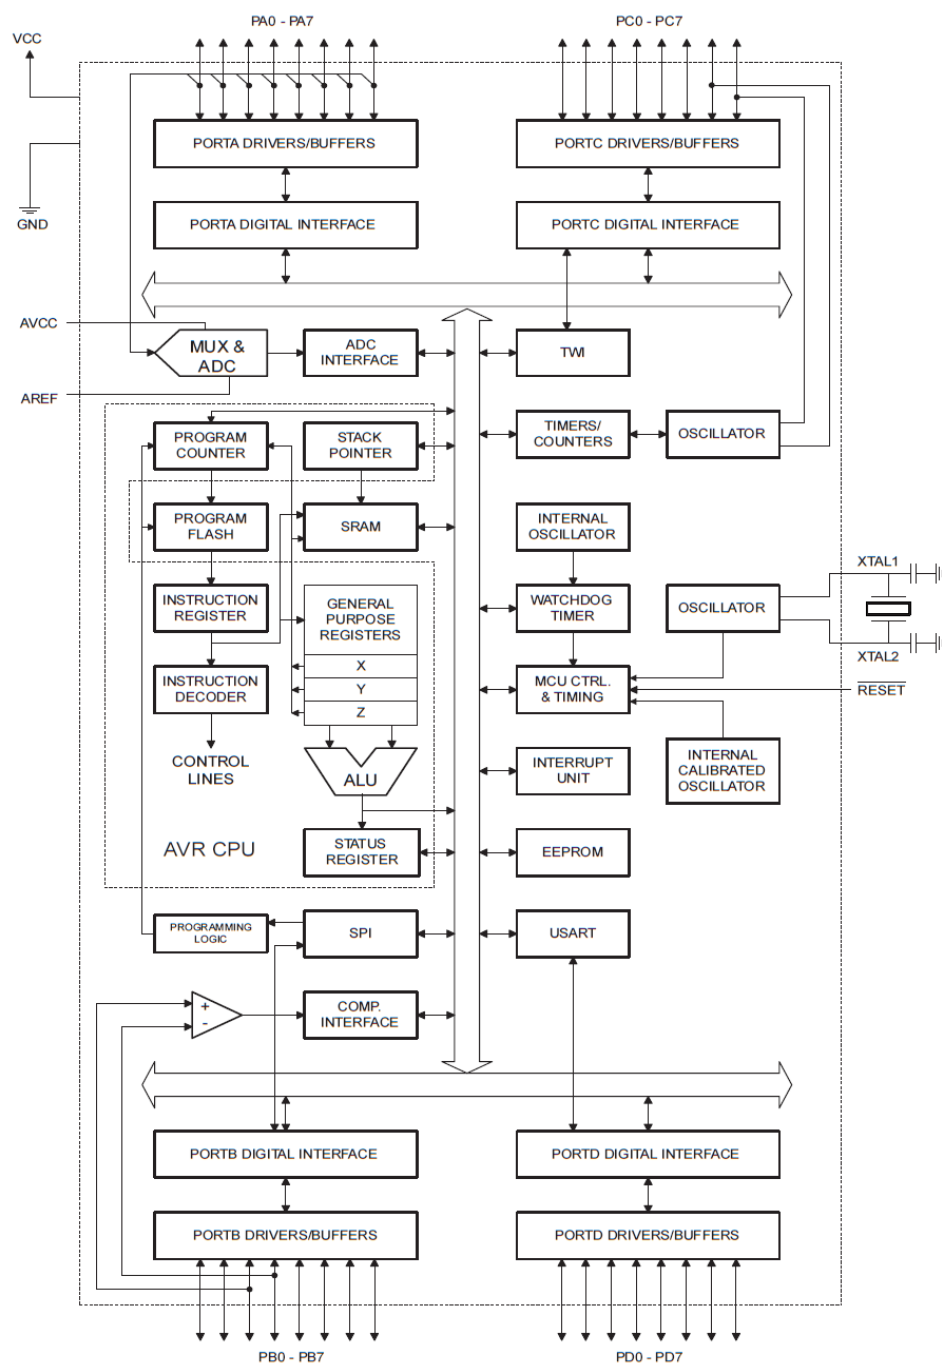 PA0 - PA7
PC0 - PC7
VCC
PORTA DRIVERS/BUFFERS
PORTC DRIVERS/BUFFERS
GND
PORTA DIGITAL INTERFACE
PORTC DIGITAL INTERFACE
AVCC
MUX &
ADC
ADC
INTERFACE
TWI
AREF
PROGRAM
COUNTER
STACK
POINTER
TIMERS/
COUNTERS
OSCILLATOR
PROGRAM
FLASH
SRAM
INTERNAL
OSCILLATOR
XTAL1
INSTRUCTION
REGISTER
GENERAL
PURPOSE
REGISTERS
WATCHDOG
TIMER
OSCILLATOR
X
Y
Z
XTAL2
INSTRUCTION
DECODER
MCU CTRL.
& TIMING
RESET
CONTROL
LINES
ALU
INTERRUPT
UNIT
INTERNAL
CALIBRATED
OSCILLATOR
AVR CPU
STATUS
REGISTER
EEPROM
PROGRAMMING
LOGIC
SPI
USART
+
-
COMP.
INTERFACE
PORTB DIGITAL INTERFACE
PORTD DIGITAL INTERFACE
PORTB DRIVERS/BUFFERS
PORTD DRIVERS/BUFFERS
PB0 - PB7
PD0 - PD7